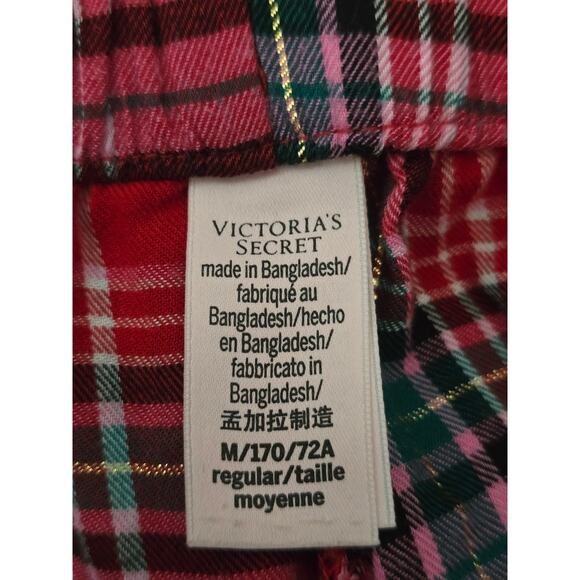 VICTORIA'S
SECRET
made in Bangladesh/
fabriqué au
Bangladesh/hecho
en Bangladesh/
fabbricato in
Bangladesh/
孟加拉制造
M/170/72A
regular/taille
moyenne